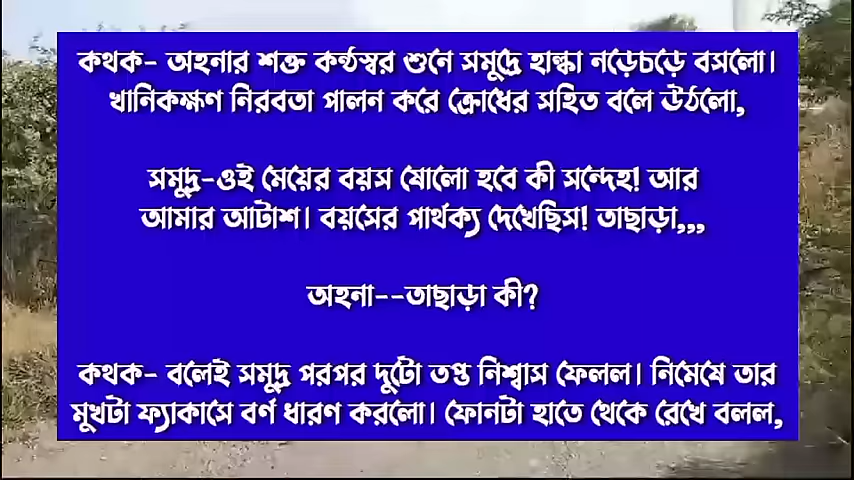 কথক- অহনার শক্ত কন্ঠস্বর শুনে সমুদ্রে হাল্কা নড়েচড়ে বসলো।
খানিকক্ষণ নিরবতা পালন করে ক্রোধের সহিত বলে ঊঠলো,
সমুদ্র-ওই মেয়ের বয়স ষোলো হবে কী সন্দেহ! আর
আমার আটাশ। বয়সের পার্থক্য দেখেছিস! তাছাড়া,,,
অহনা--তাছাড়া কী?
কথক- বলেই সমুদ্র পরপর দুটো তপ্ত নিশ্বাস ফেলল। নিমেষে তার
মুখটা ফ্যাকাসে বর্ণ ধারণ করলো। ফোনটা হাতে থেকে রেখে বলল,